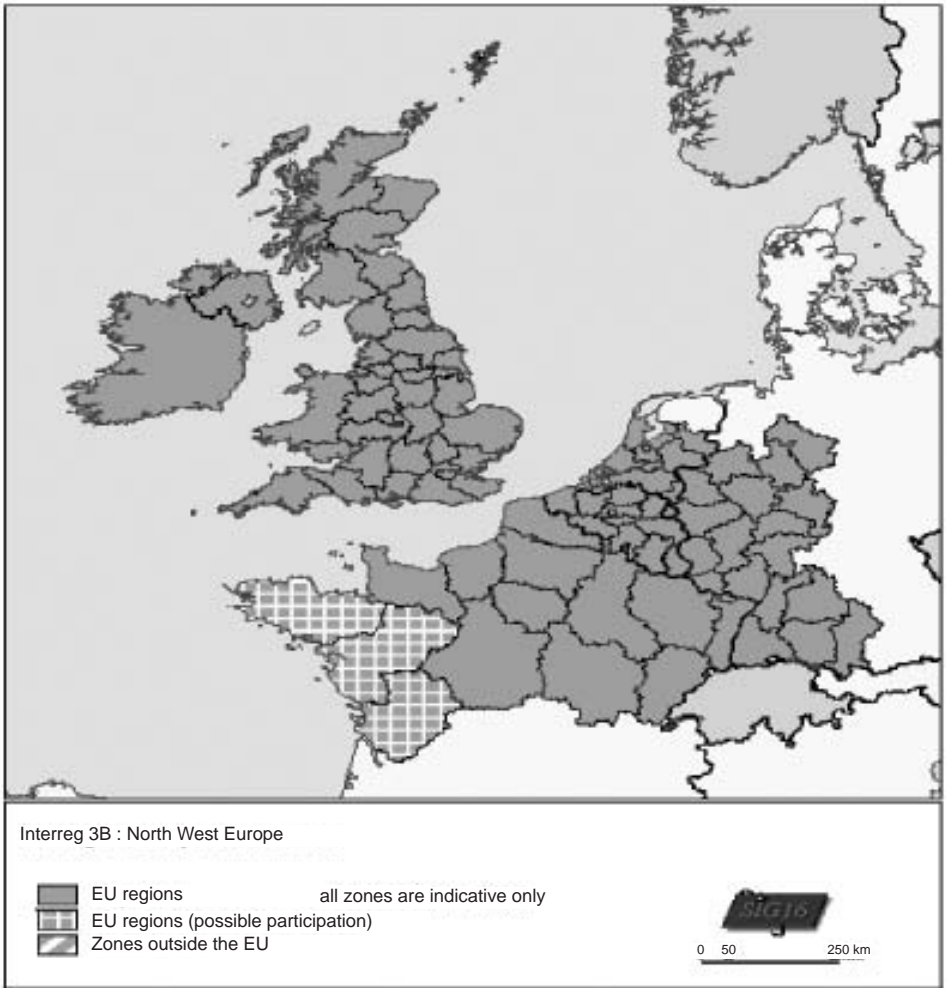 Interreg 3B : North West Europe
EU regions
all zones are indicative only
EU regions (possible participation)
Zones outside the EU
SIG16
0 50 250 km